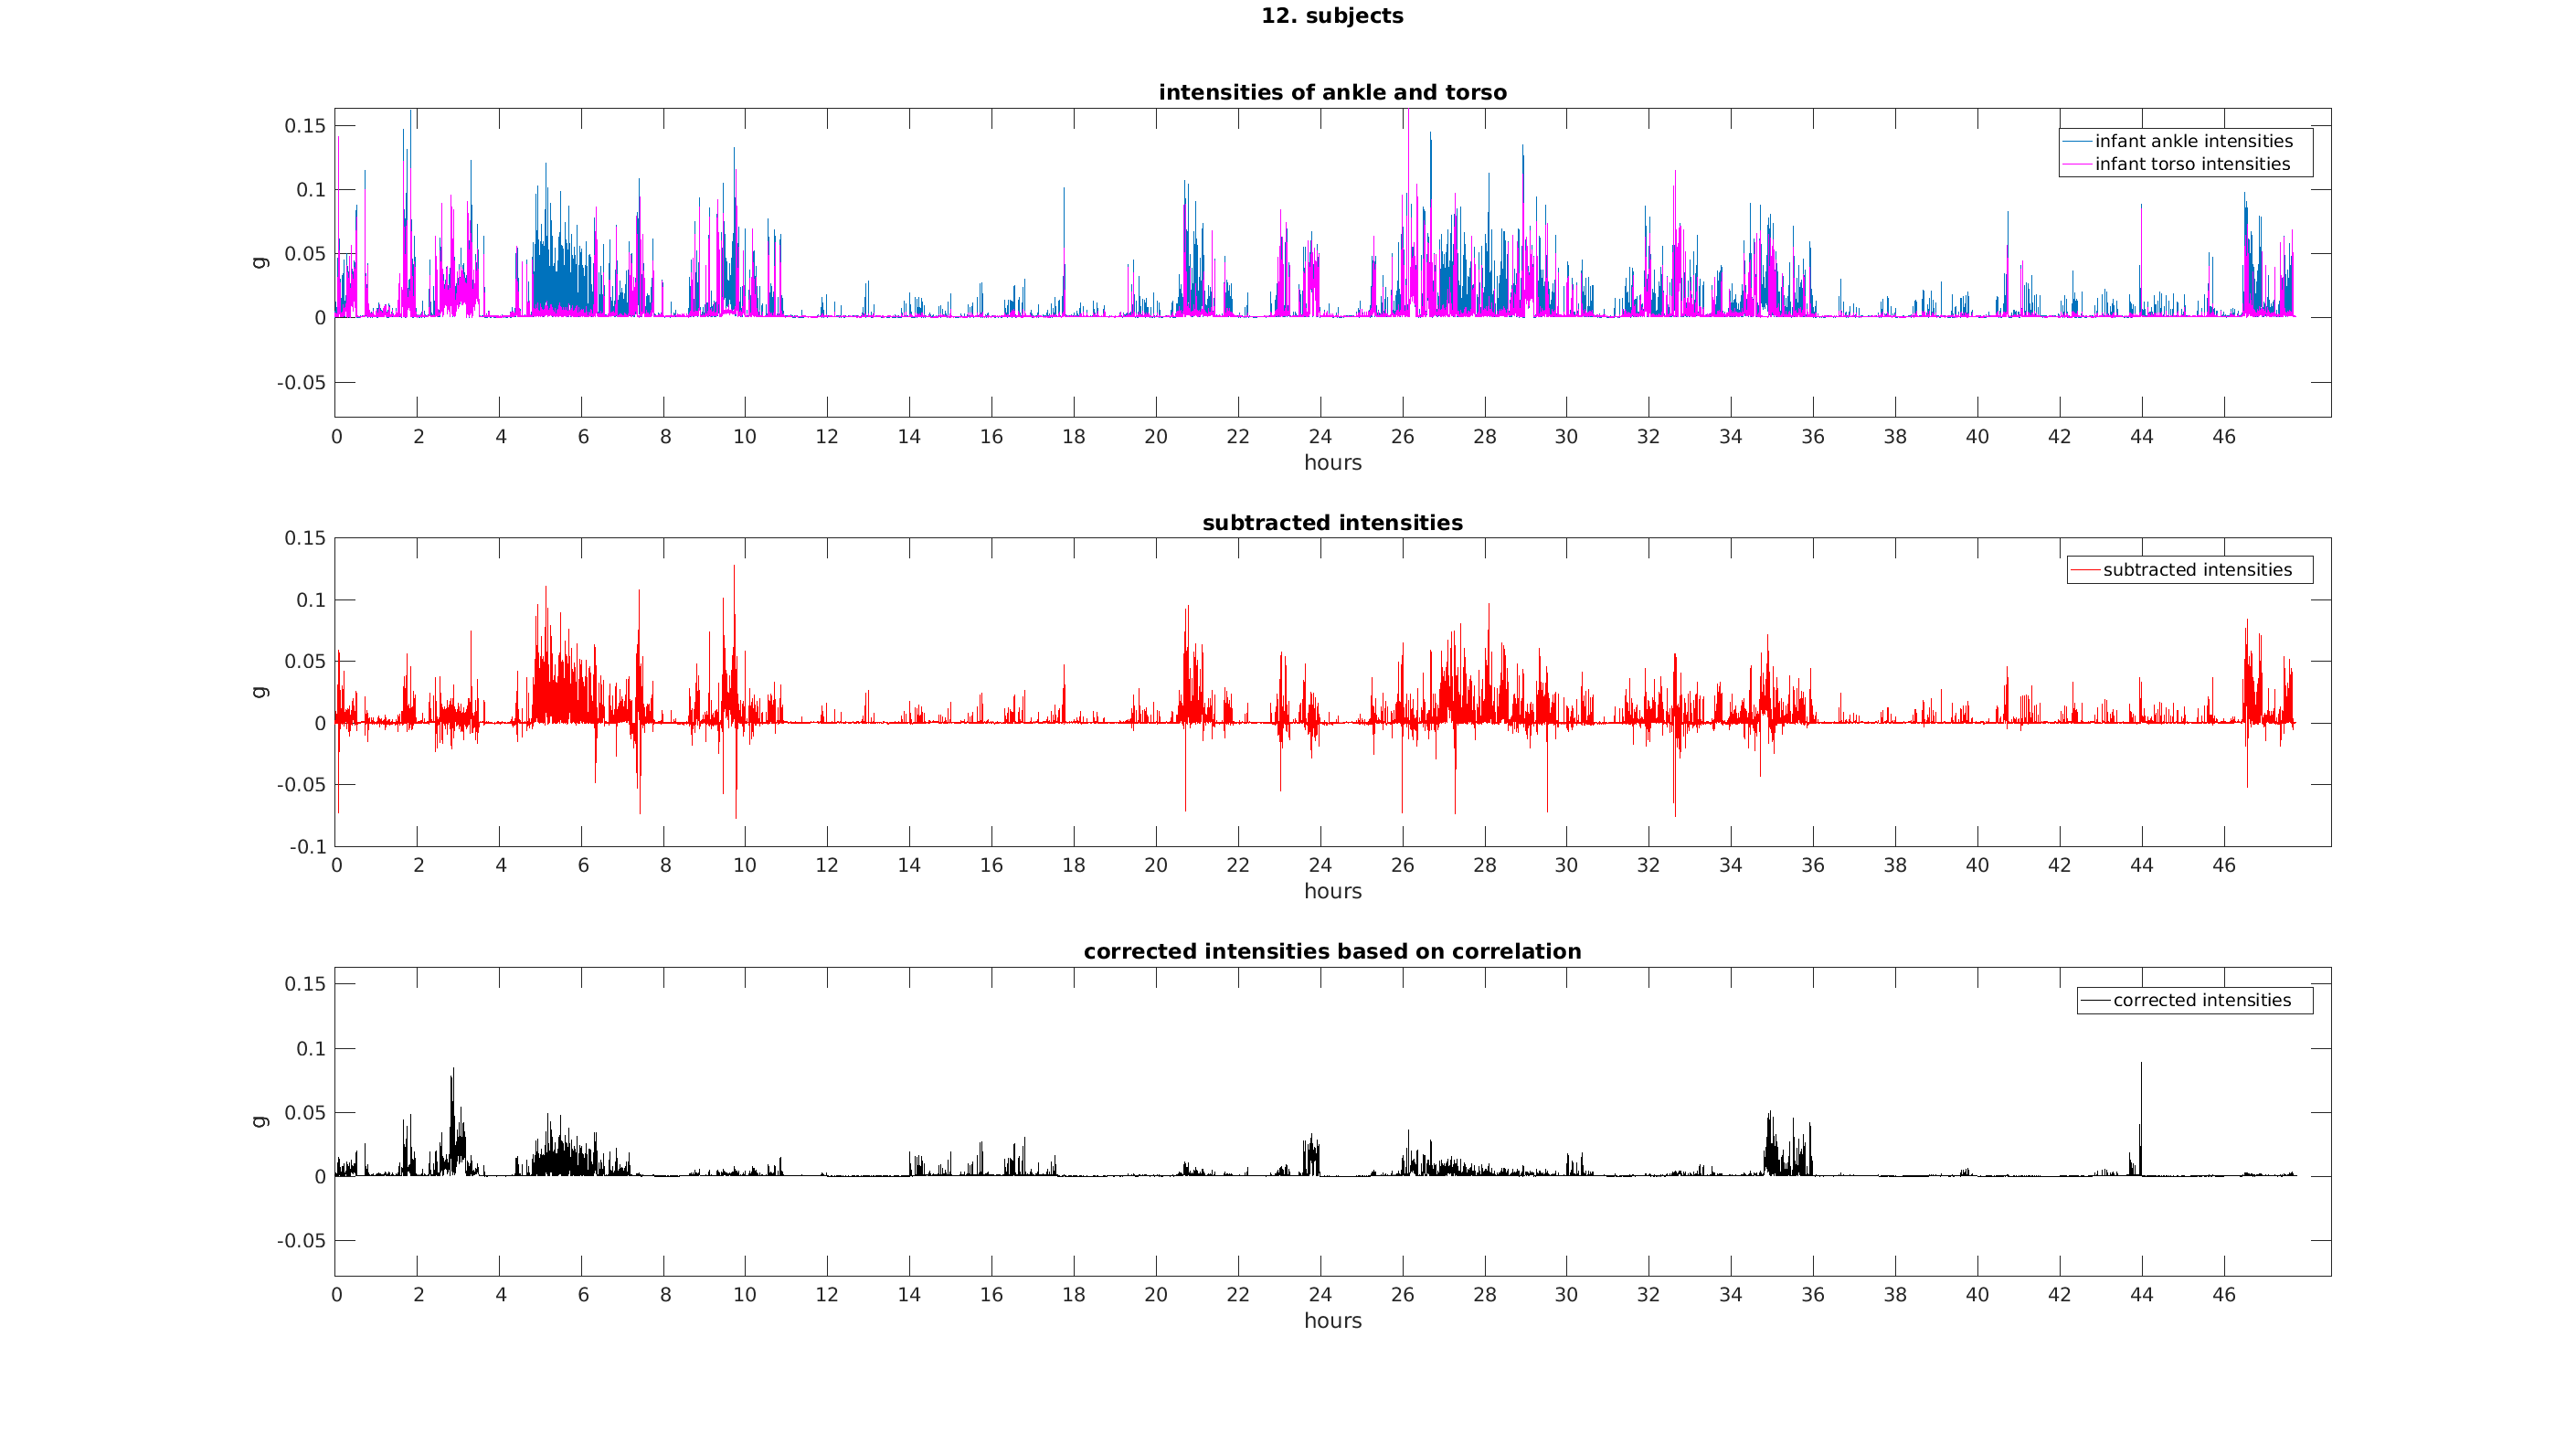 12. subjects
intensities of ankle and torso
infant ankle intensities
infant torso intensities
0.15
0.1
0.05
0
-0.05
g
0 2 4 6 8 10 12 14 16 18 20 22 24 26 28 30 32 34 36 38 40 42 44 46
hours
subtracted intensities
subtracted intensities
0.15
0.1
0.05
0
-0.05
-0.1
g
0 2 4 6 8 10 12 14 16 18 20 22 24 26 28 30 32 34 36 38 40 42 44 46
hours
corrected intensities based on correlation
corrected intensities
0.15
0.1
0.05
0
-0.05
g
0 2 4 6 8 10 12 14 16 18 20 22 24 26 28 30 32 34 36 38 40 42 44 46
hours